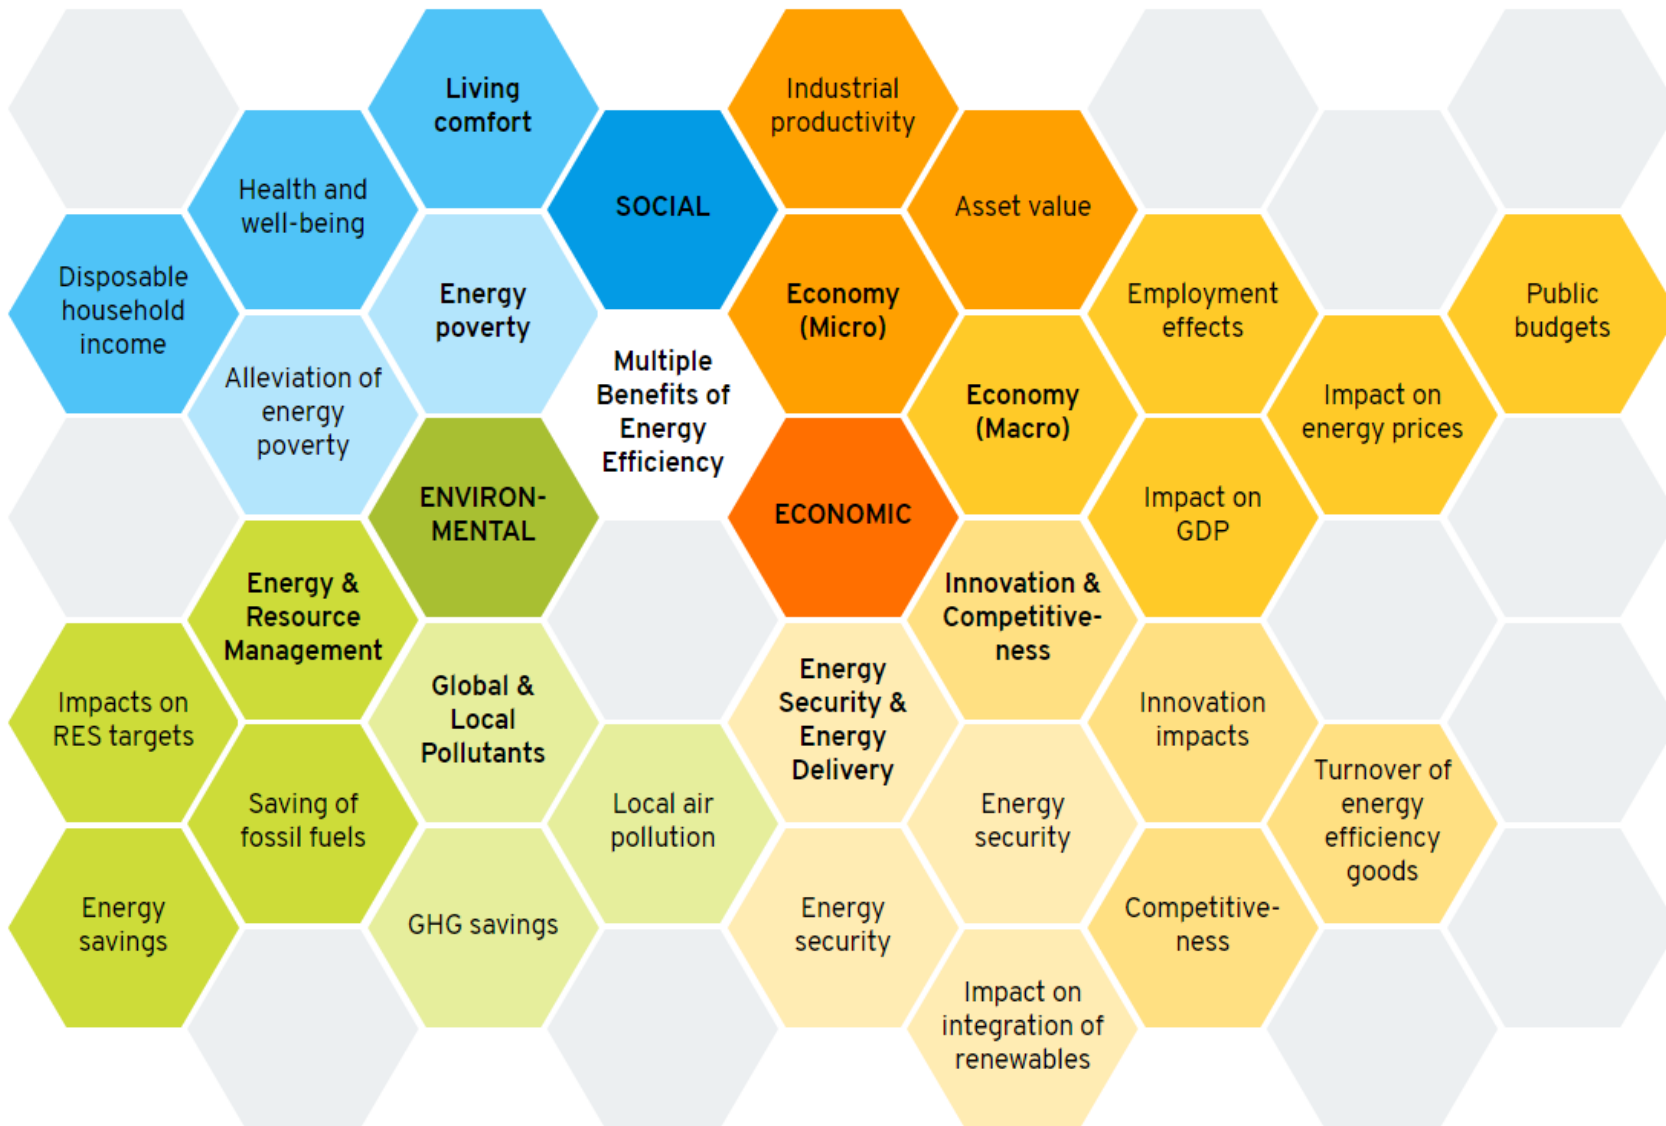 Living
comfort
Industrial
productivity
Health and
well-being
SOCIAL
Asset value
Disposable
household
income
Energy
poverty
Economy
(Micro)
Employment
effects
Public
budgets
Alleviation of
energy
poverty
Multiple
Benefits of
Energy
Efficiency
Economy
(Macro)
Impact on
energy prices
ENVIRON-
MENTAL
ECONOMIC
Impact on
GDP
Energy &
Resource
Management
Innovation &
Competitive-
ness
Impacts on
RES targets
Global &
Local
Pollutants
Energy
Security &
Energy
Delivery
Innovation
impacts
Saving of
fossil fuels
Local air
pollution
Energy
security
Turnover of
energy
efficiency
goods
Energy
savings
GHG savings
Energy
security
Competitive-
ness
Impact on
integration of
renewables